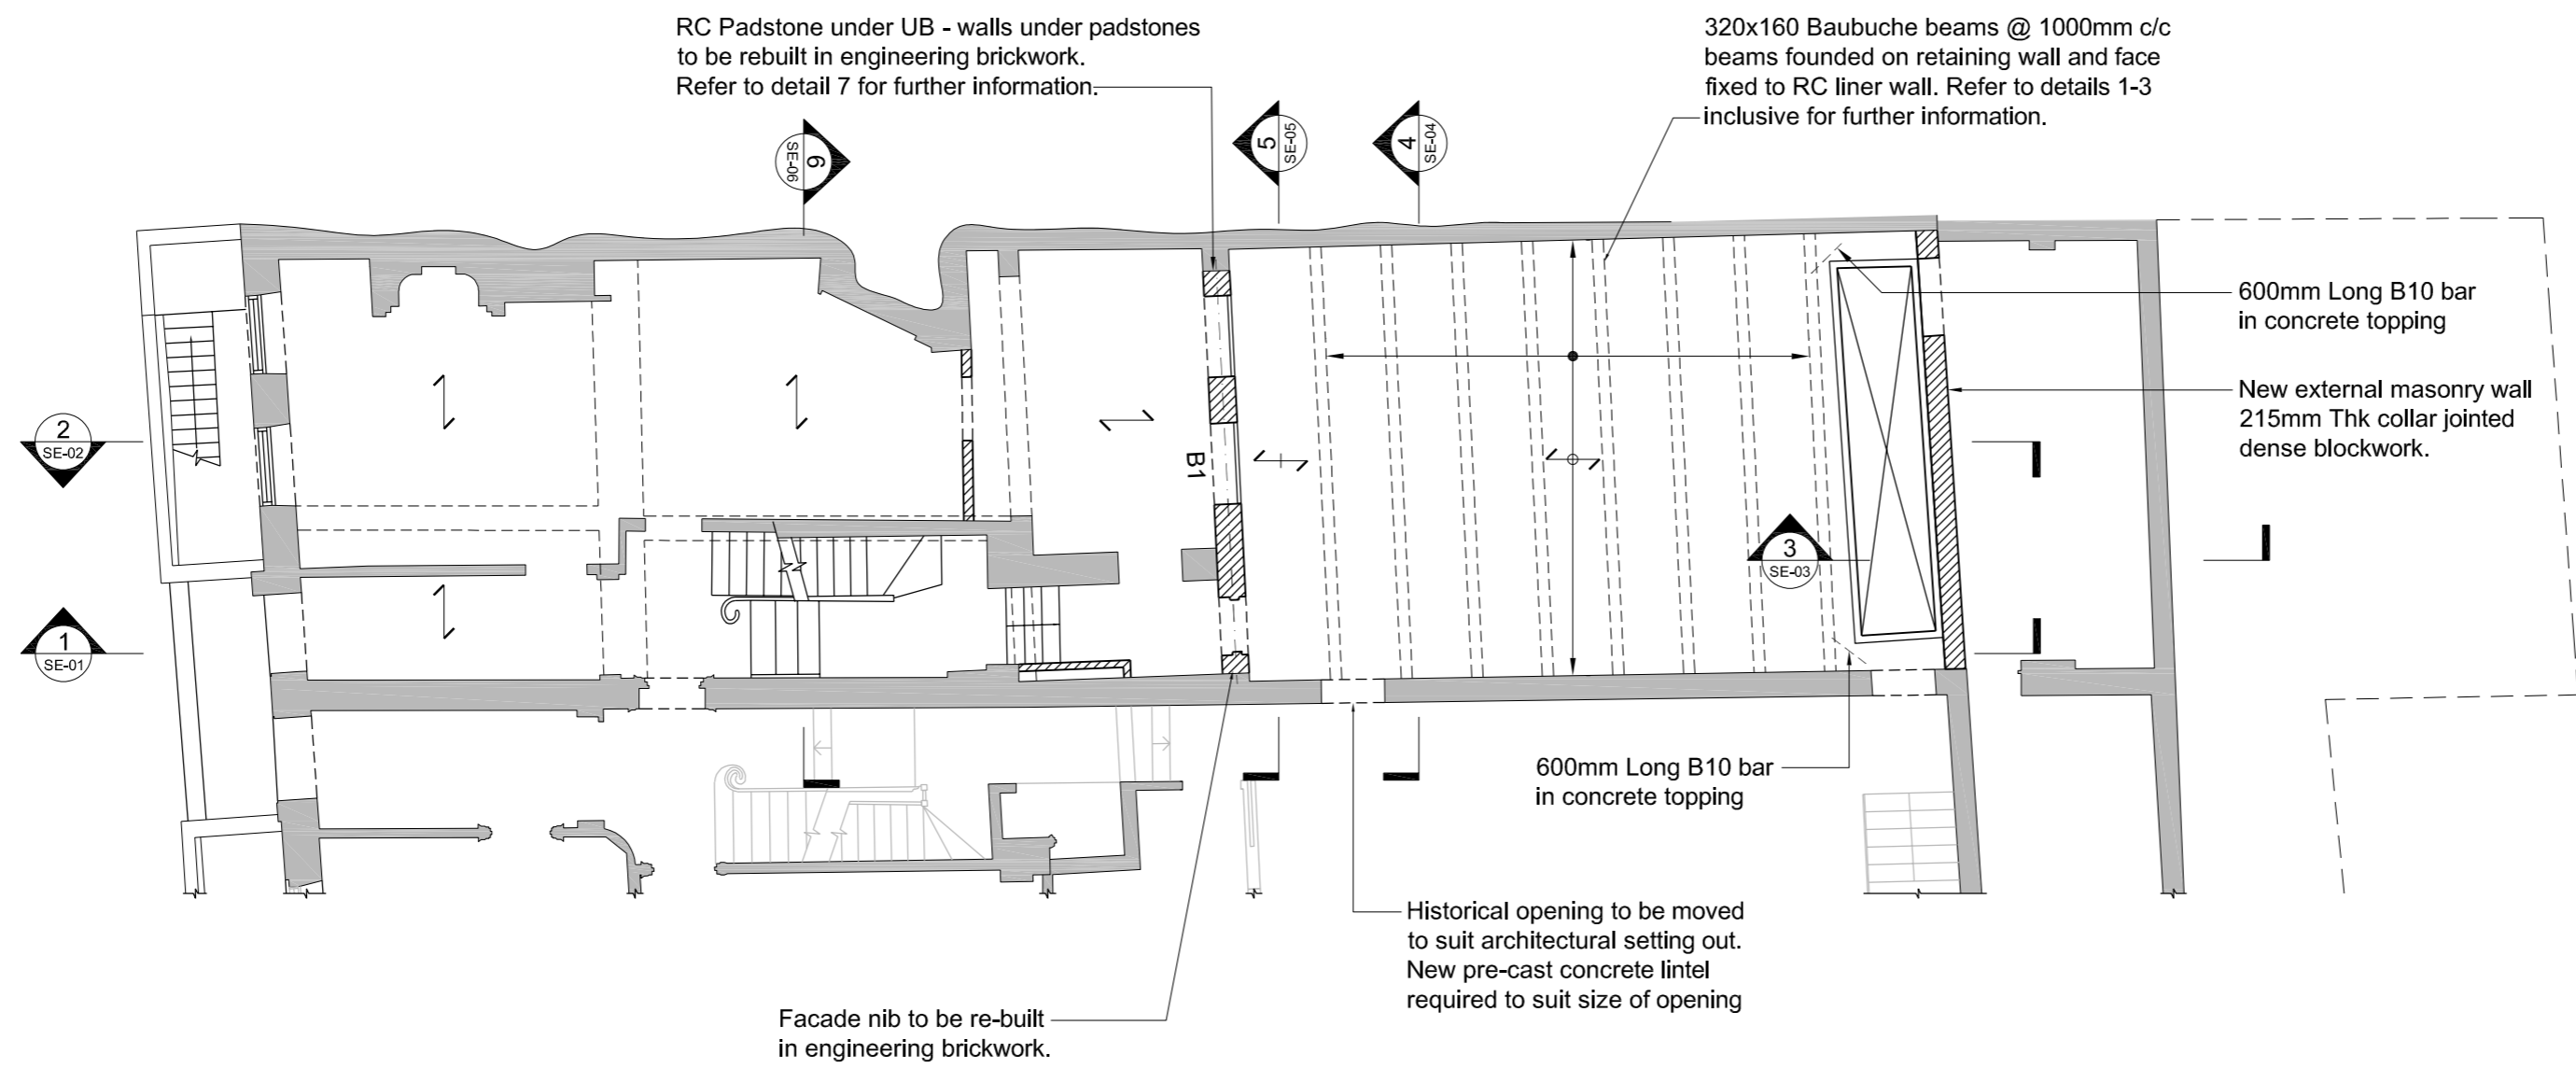 RC Padstone under UB - walls under padstones
to be rebuilt in engineering brickwork.
Refer to detail 7 for further information.
320x160 Baubuche beams @ 1000mm c/c
beams founded on retaining wall and face
fixed to RC liner wall. Refer to details 1-3
inclusive for further information.
6
SE-06
5
SE-05
4
SE-04
600mm Long B10 bar
in concrete topping
New external masonry wall
215mm Thk collar jointed
dense blockwork.
2
SE-02
B1
3
SE-03
1
SE-01
600mm Long B10 bar
in concrete topping
Historical opening to be moved
to suit architectural setting out.
New pre-cast concrete lintel
required to suit size of opening
Facade nib to be re-built
in engineering brickwork.